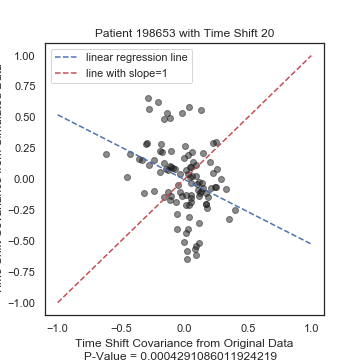 Patient 198653 with Time Shift 20
linear regression line
line with slope=1
1.00
0.75
0.50
0.25
0.00
−0.25
−0.50
−0.75
−1.00
−1.0 −0.5 0.0 0.5 1.0
Time Shift Covariance from Original Data
P-Value = 0.0004291086011924219